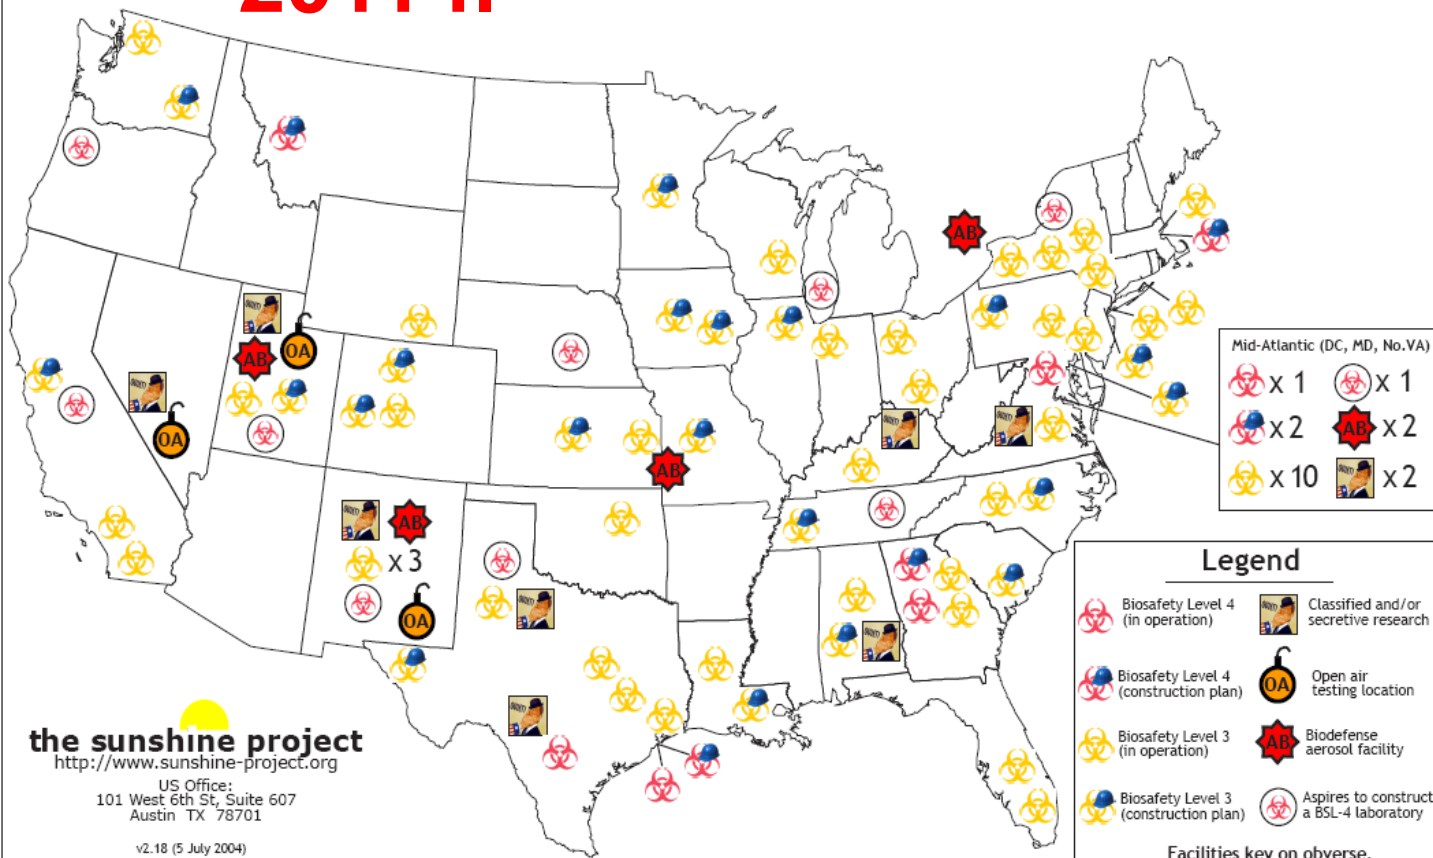 AB
OA
AB
OA
AB
AB
x 3
OA
Mid-Atlantic (DC, MD, No.VA)
x 1
x 1
x 2
AB
x 2
x 10
x 2
Legend
Biosafety Level 4
(in operation)
Classified and/or
secretive research
Biosafety Level 4
(construction plan)
OA
Open air
testing location
Biosafety Level 3
(in operation)
AB
Biodefense
aerosol facility
Biosafety Level 3
(construction plan)
Aspires to construct
a BSL-4 laboratory
Facilities key on obverse.
the sunshine project
http://www.sunshine-project.org
US Office:
101 West 6th St, Suite 607
Austin TX 78701
v2.18 (5 July 2004)